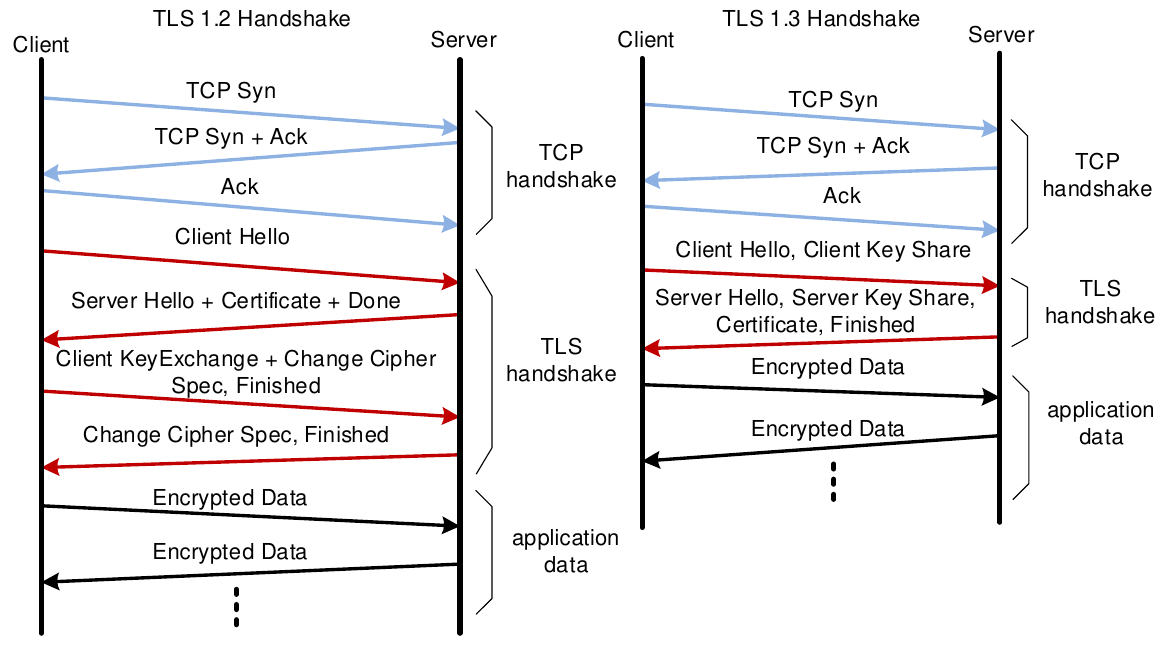 TLS 1.2 Handshake
Client
Server
TCP Syn
TCP Syn + Ack
Ack
TCP
handshake
Client Hello
Server Hello + Certificate + Done
Client KeyExchange + Change Cipher
Spec, Finished
Change Cipher Spec, Finished
TLS
handshake
Encrypted Data
Encrypted Data
application
data
TLS 1.3 Handshake
Client
Server
TCP Syn
TCP Syn + Ack
Ack
TCP
handshake
Client Hello, Client Key Share
Server Hello, Server Key Share,
Certificate, Finished
TLS
handshake
Encrypted Data
Encrypted Data
application
data